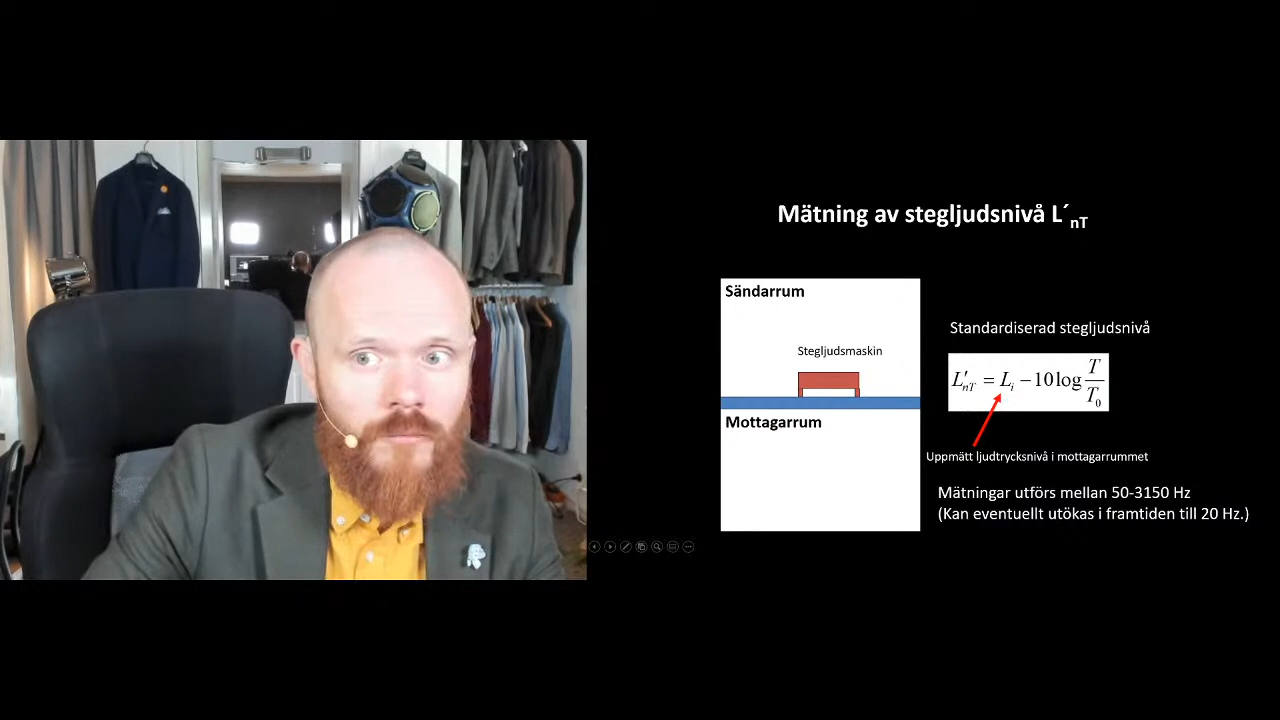 Mätning av stegljudsnivå L´nT
Sändarrum
Stegljudsmaskin
Mottagarrum
Standardiserad stegljudsnivå
L′nT = Li − 10 log T/T0
Uppmätt ljudtrycksnivå i mottagarrummet
Mätningar utförs mellan 50-3150 Hz
(Kan eventuellt utökas i framtiden till 20 Hz.)